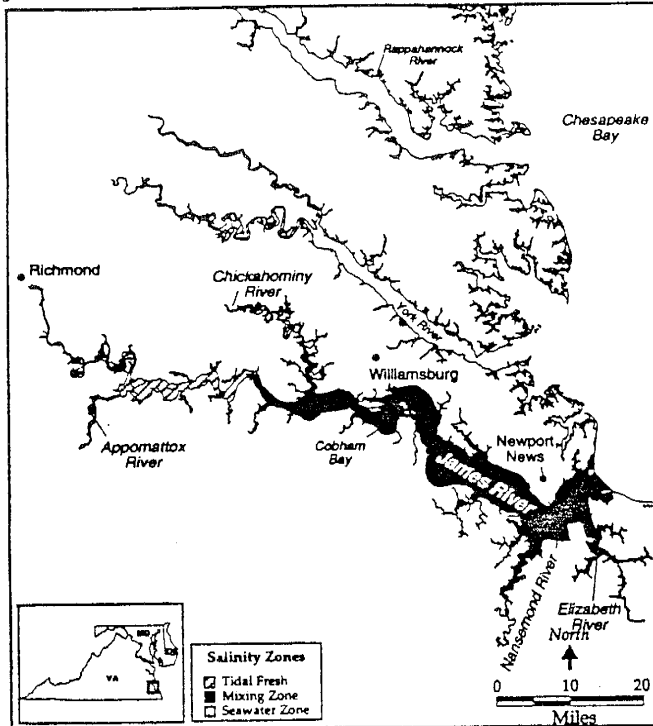 Rappahannock
River
Chesapeake
Bay
Richmond
Chickahominy
River
York River
Williamsburg
Appomattox
River
Cobham
Bay
Newport
News
James River
Nansemond River
Elizabeth
River
North
MD
VA
Salinity Zones
Tidal Fresh
Mixing Zone
Seawater Zone
0 10 20
Miles